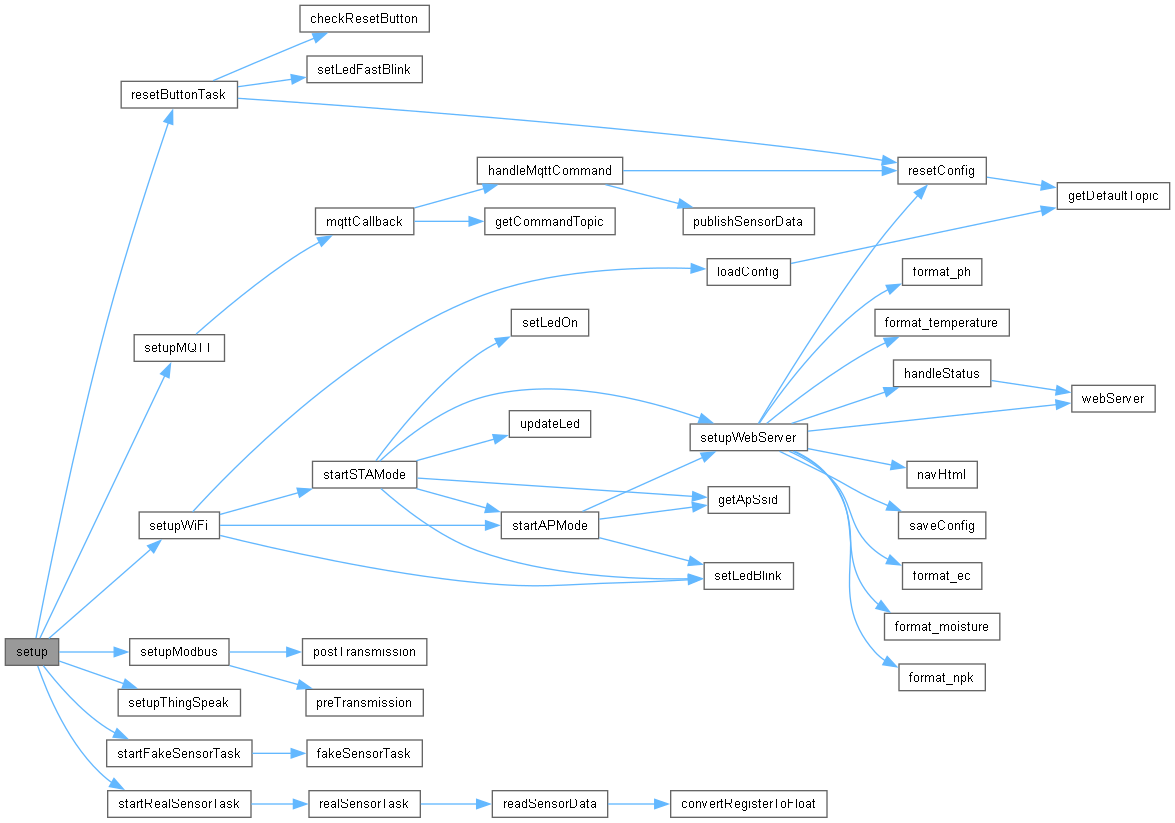 checkResetButton
setLedFastBlink
resetButtonTask
handleMqttCommand
resetConfig
getDefaultTopic
mqttCallback
getCommandTopic
publishSensorData
loadConfig
format_ph
setLedOn
format_temperature
setupMQTT
handleStatus
webServer
updateLed
setupWebServer
startSTAMode
navHtml
getApSsid
setupWiFi
startAPMode
saveConfig
setLedBlink
format_ec
format_moisture
setup
setupModbus
postTransmission
format_npk
setupThingSpeak
preTransmission
startFakeSensorTask
fakeSensorTask
startRealSensorTask
realSensorTask
readSensorData
convertRegisterToFloat